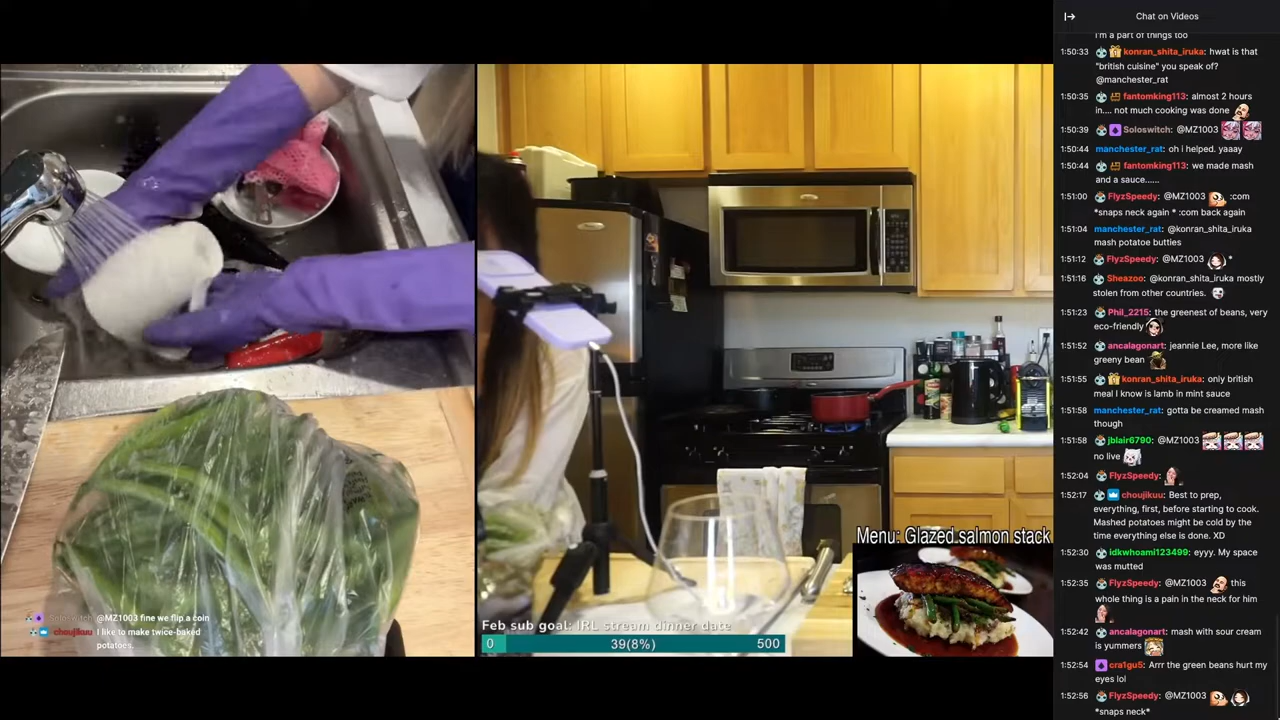 Chat on Videos
I'm a part of things too
1:50:33 konran_shita_iruka: hwat is that
"british cuisine" you speak of?
@manchester_rat
1:50:35 fantomking113: almost 2 hours
in.... not much cooking was done
1:50:39 Soloswitch: @MZ1003
1:50:44 manchester_rat: oh i helped. yaaay
1:50:44 fantomking113: we made mash
and a sauce......
1:51:00 FlyzSpeedy: @MZ1003 :com
*snaps neck again * :com back again
1:51:04 manchester_rat: @konran_shita_iruka
mash potatoe butties
1:51:12 FlyzSpeedy: @MZ1003 *
1:51:16 Sheazoo: @konran_shita_iruka mostly
stolen from other countries.
1:51:23 Phil_2215: the greenest of beans, very
eco-friendly
1:51:52 ancalagonart: jeannie Lee, more like
greeny bean
1:51:55 konran_shita_iruka: only british
meal I know is lamb in mint sauce
1:51:58 manchester_rat: gotta be creamed mash
though
1:51:58 jblair6790: @MZ1003
no live
1:52:04 FlyzSpeedy:
1:52:17 choujikuu: Best to prep,
everything, first, before starting to cook.
Mashed potatoes might be cold by the
time everything else is done. XD
1:52:30 idkwhoami123499: eyyy. My space
was mutted
1:52:35 FlyzSpeedy: @MZ1003 this
whole thing is a pain in the neck for him
1:52:42 ancalagonart: mash with sour cream
is yummers
1:52:54 cra1gu5: Arrr the green beans hurt my
eyes lol
1:52:56 FlyzSpeedy: @MZ1003
*snaps neck*
Menu: Glazed salmon stack
Soloswitch @MZ1003 fine we flip a coin
choujikuu I like to make twice-baked
potatoes.
Feb sub goal: IRL stream dinner date
0 39(8%) 500